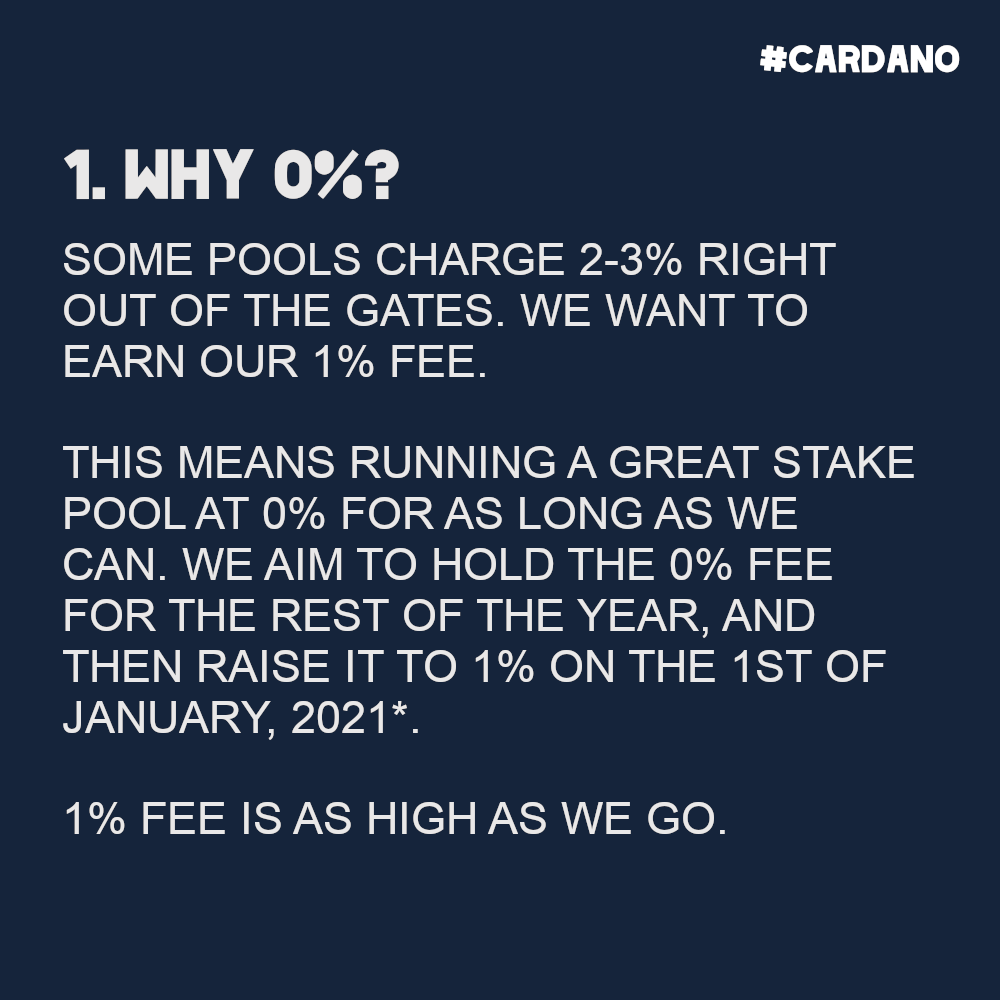 #CARDANO
1. WHY 0%?
SOME POOLS CHARGE 2-3% RIGHT
OUT OF THE GATES. WE WANT TO
EARN OUR 1% FEE.
THIS MEANS RUNNING A GREAT STAKE
POOL AT 0% FOR AS LONG AS WE
CAN. WE AIM TO HOLD THE 0% FEE
FOR THE REST OF THE YEAR, AND
THEN RAISE IT TO 1% ON THE 1ST OF
JANUARY, 2021*.
1% FEE IS AS HIGH AS WE GO.